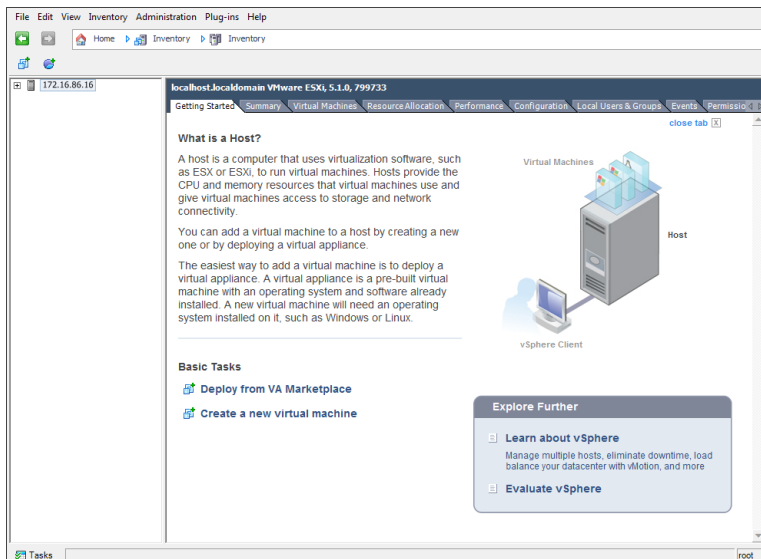 File Edit View Inventory Administration Plug-ins Help
Home Inventory Inventory
172.16.86.16
localhost.localdomain VMware ESXi, 5.1.0, 799733
Getting Started Summary Virtual Machines Resource Allocation Performance Configuration Local Users & Groups Events Permissio
close tab
What is a Host?
A host is a computer that uses virtualization software, such
as ESX or ESXi, to run virtual machines. Hosts provide the
CPU and memory resources that virtual machines use and
give virtual machines access to storage and network
connectivity.
You can add a virtual machine to a host by creating a new
one or by deploying a virtual appliance.
The easiest way to add a virtual machine is to deploy a
virtual appliance. A virtual appliance is a pre-built virtual
machine with an operating system and software already
installed. A new virtual machine will need an operating
system installed on it, such as Windows or Linux.
Virtual Machines
Host
vSphere Client
Basic Tasks
Deploy from VA Marketplace
Create a new virtual machine
Explore Further
Learn about vSphere
Manage multiple hosts, eliminate downtime, load
balance your datacenter with vMotion, and more
Evaluate vSphere
Tasks
root